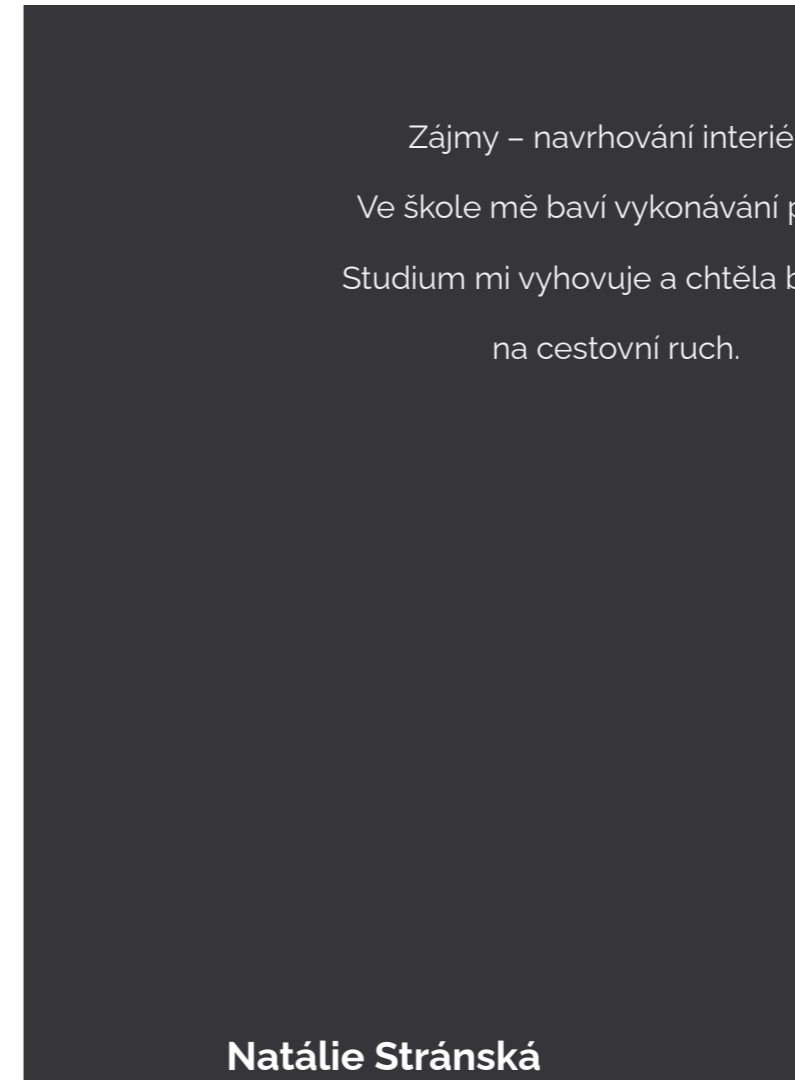 Zájmy – navrhování
Ve škole mě baví vykonávání
Studium mi vyhovuje a chtěla
na cestovní ruch.
Natálie Stránská